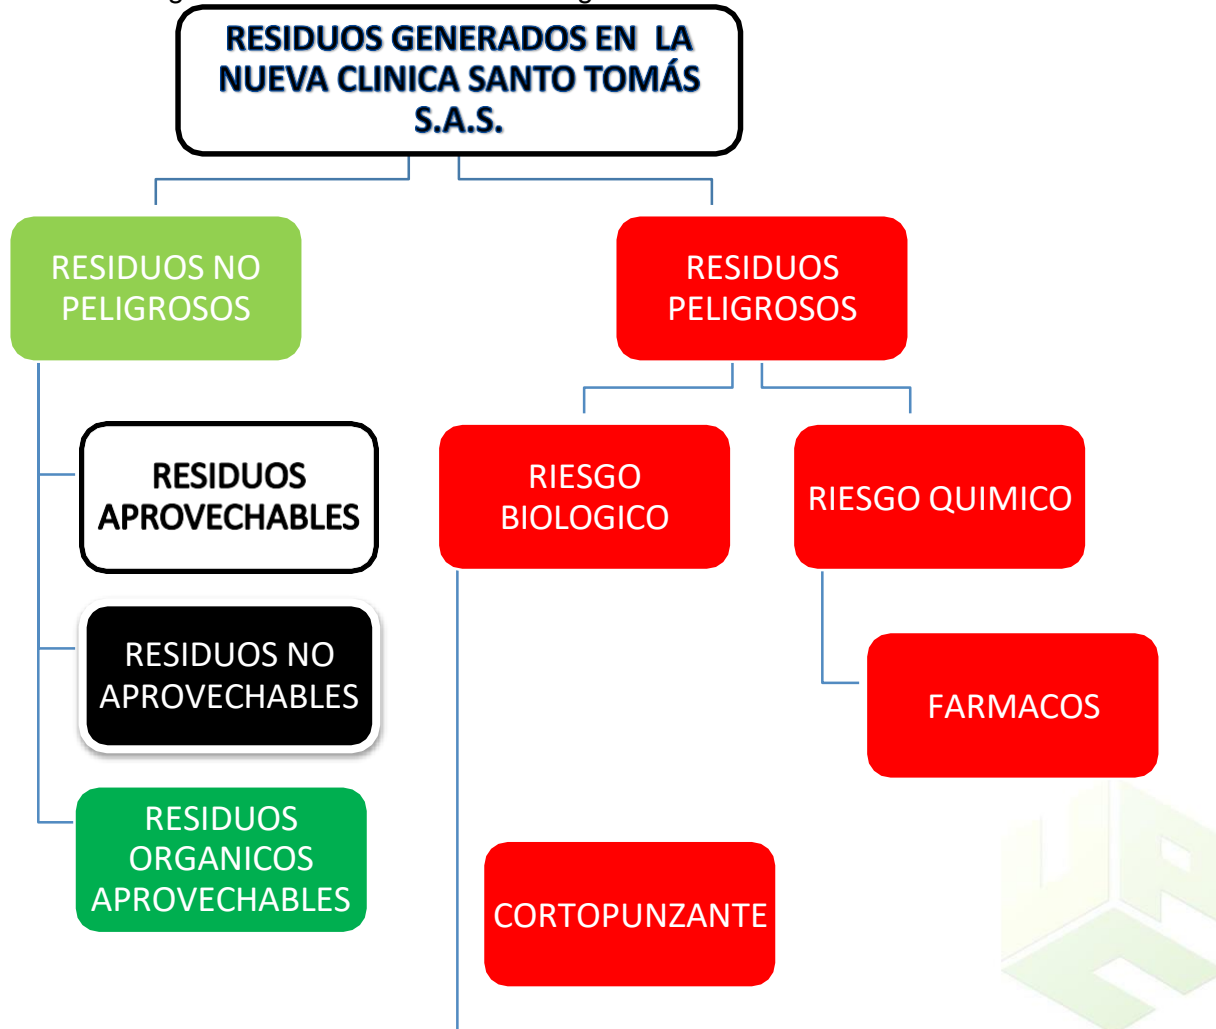 RESIDUOS GENERADOS EN LA
NUEVA CLINICA SANTO TOMÁS
S.A.S.
RESIDUOS NO
PELIGROSOS
RESIDUOS
PELIGROSOS
RESIDUOS
APROVECHABLES
RIESGO
BIOLOGICO
RIESGO QUIMICO
RESIDUOS NO
APROVECHABLES
FARMACOS
RESIDUOS
ORGANICOS
APROVECHABLES
CORTOPUNZANTE